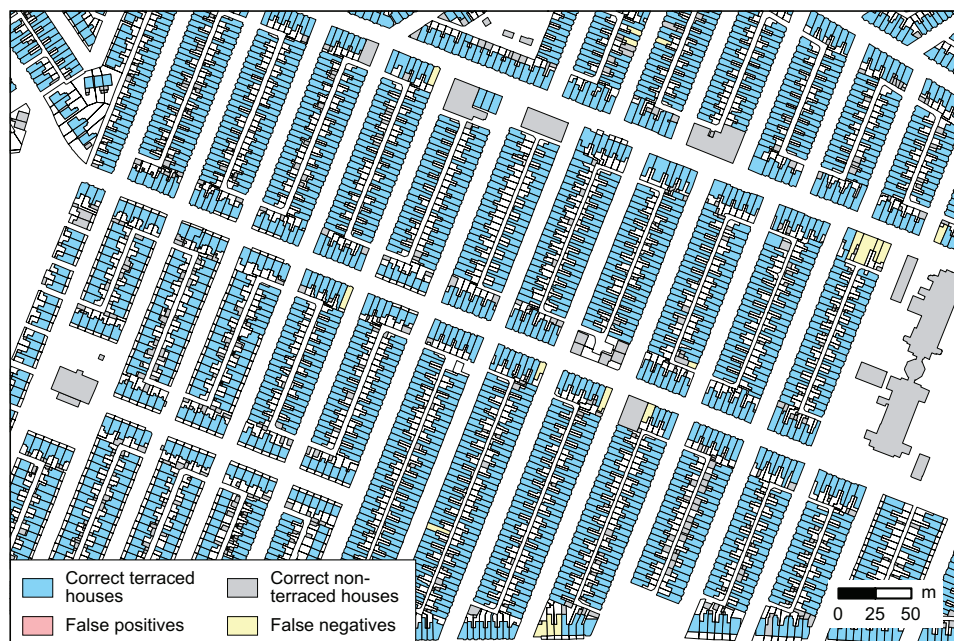 Correct terraced
houses
Correct non-
terraced houses
False positives
False negatives
m
0 25 50